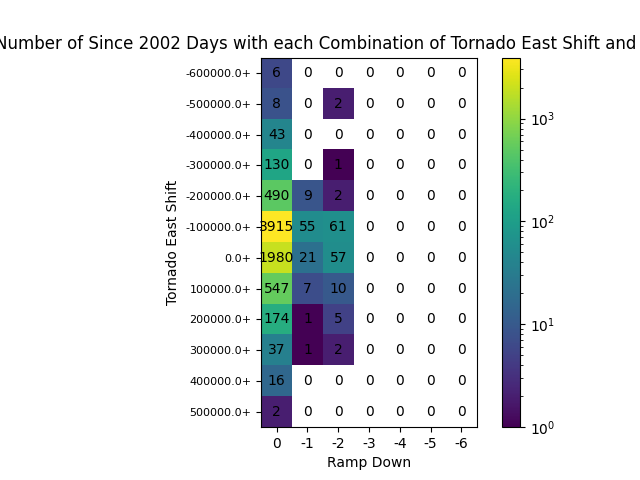 Number of Since 2002 Days with each Combination of Tornado East Shift and
-600000.0+ 6 0 0 0 0 0 0
-500000.0+ 8 0 2 0 0 0 0
-400000.0+ 43 0 0 0 0 0 0
-300000.0+ 130 0 1 0 0 0 0
-200000.0+ 490 9 2 0 0 0 0
-100000.0+ 3915 55 61 0 0 0 0
0.0+ 1980 21 57 0 0 0 0
100000.0+ 547 7 10 0 0 0 0
200000.0+ 174 1 5 0 0 0 0
300000.0+ 37 1 2 0 0 0 0
400000.0+ 16 0 0 0 0 0 0
500000.0+ 2 0 0 0 0 0 0
0 -1 -2 -3 -4 -5 -6
Ramp Down
Tornado East Shift
10³
10²
10¹
10⁰